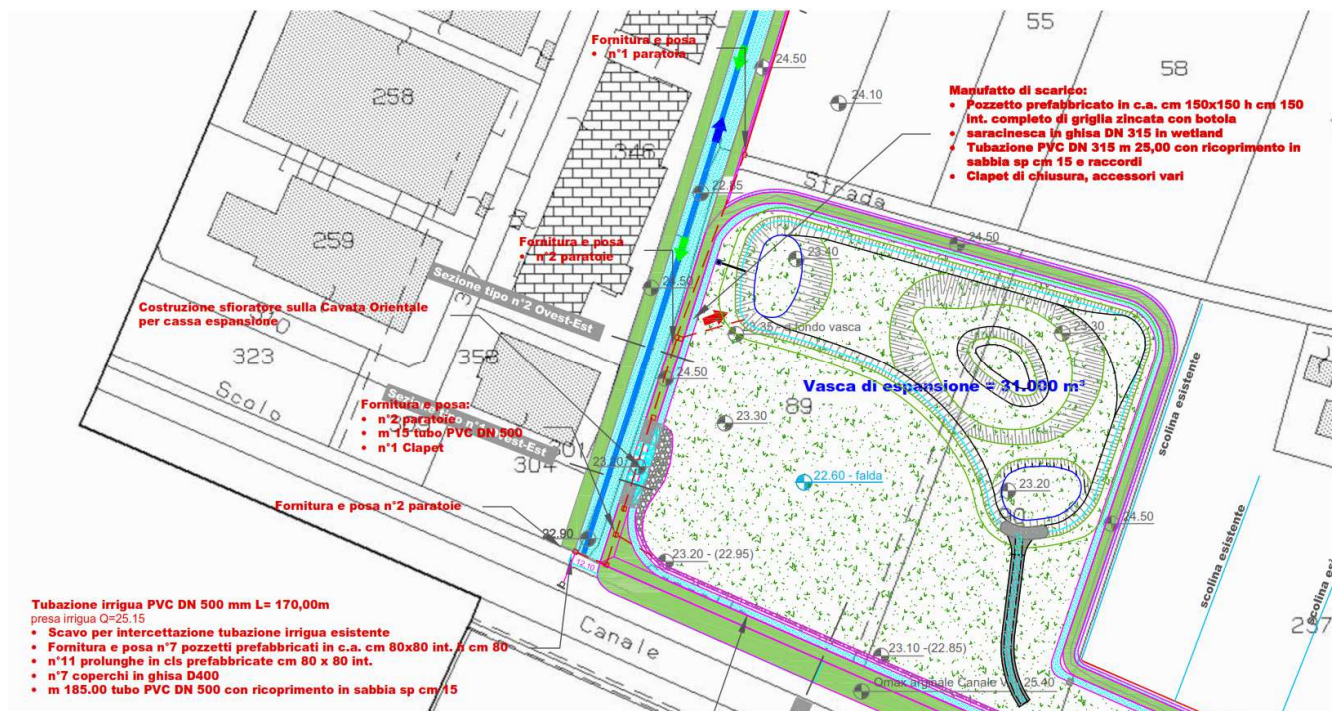 55
58
Fornitura e posa
• n°1 paratoia
24.50
258
24.10
Manufatto di scarico:
• Pozzetto prefabbricato in c.a. cm 150x150 h cm 150
int. completo di griglia zincata con botola
• saracinesca in ghisa DN 315 in wetland
• Tubazione PVC DN 315 m 25,00 con ricoprimento in
sabbia sp cm 15 e raccordi
• Clapet di chiusura, accessori vari
346
Strada
22.85
259
24.50
23.40
Fornitura e posa
• n°2 paratoie
Sezione tipo n°2 Ovest-Est
24.50
Costruzione sfioratore sulla Cavata Orientale
per cassa espansione
310
23.35 - q.fondo vasca
23.30
323
358
24.50
Vasca di espansione = 31.000 m³
89
Scolo
Fornitura e posa:
• n°2 paratoie
• m 15 tubo PVC DN 500
• n°1 Clapet
23.30
scolina esistente
304
23.20
22.60 - falda
23.20
Fornitura e posa n°2 paratoie
22.90
24.50
scolina esistente
scolina esi
12.10
23.20 - (22.95)
Tubazione irrigua PVC DN 500 mm L= 170,00m
presa irrigua Q=25.15
• Scavo per intercettazione tubazione irrigua esistente
• Fornitura e posa n°7 pozzetti prefabbricati in c.a. cm 80x80 int. cm 80
• n°11 prolunghe in cls prefabbricate cm 80 x 80 int.
• n°7 coperchi in ghisa D400
• m 185.00 tubo PVC DN 500 con ricoprimento in sabbia sp cm 15
Canale
297
23.10 -(22.85)
Qmax arginale Canale 25.40